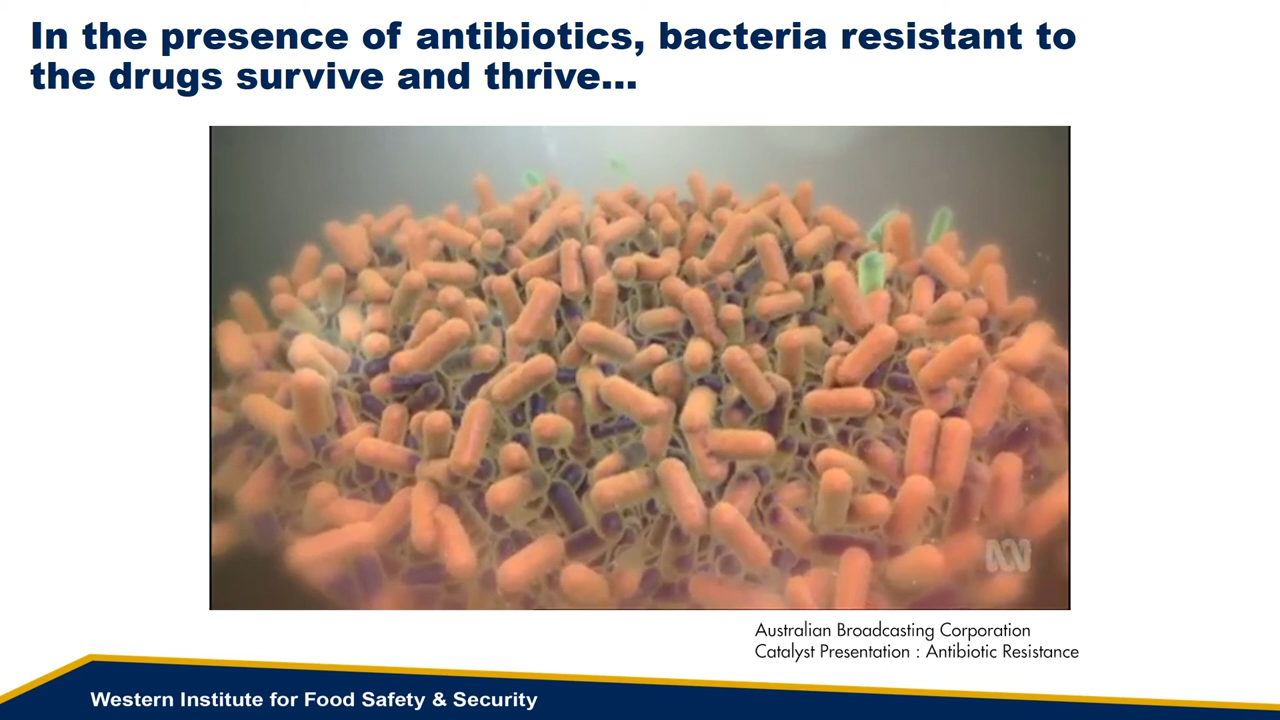 In the presence of antibiotics, bacteria resistant to
the drugs survive and thrive...
Australian Broadcasting Corporation
Catalyst Presentation : Antibiotic Resistance
Western Institute for Food Safety & Security